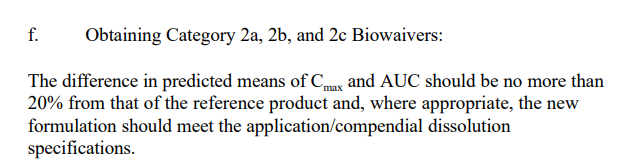 f. Obtaining Category 2a, 2b, and 2c Biowaivers:
The difference in predicted means of Cmax and AUC should be no more than
20% from that of the reference product and, where appropriate, the new
formulation should meet the application/compendial dissolution
specifications.